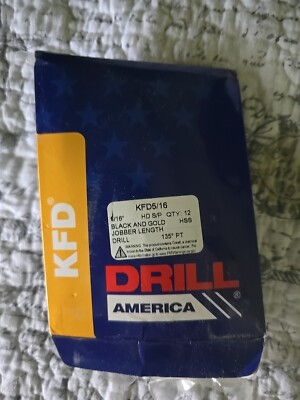 KFD®
KFD5/16
5/16" HD S/P QTY. 12
BLACK AND GOLD HSS
JOBBER LENGTH
DRILL 135° PT
DRILL
AMERICA®